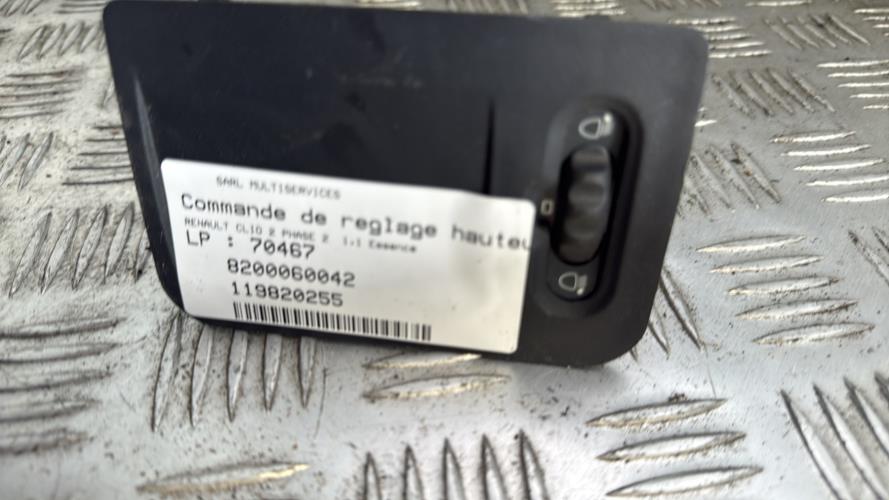 SARL MULTISERVICES
Commande de reglage hauteu
RENAULT CLIO 2 PHASE 2 1.1 Essence
LP : 70467
8200060042
119820255